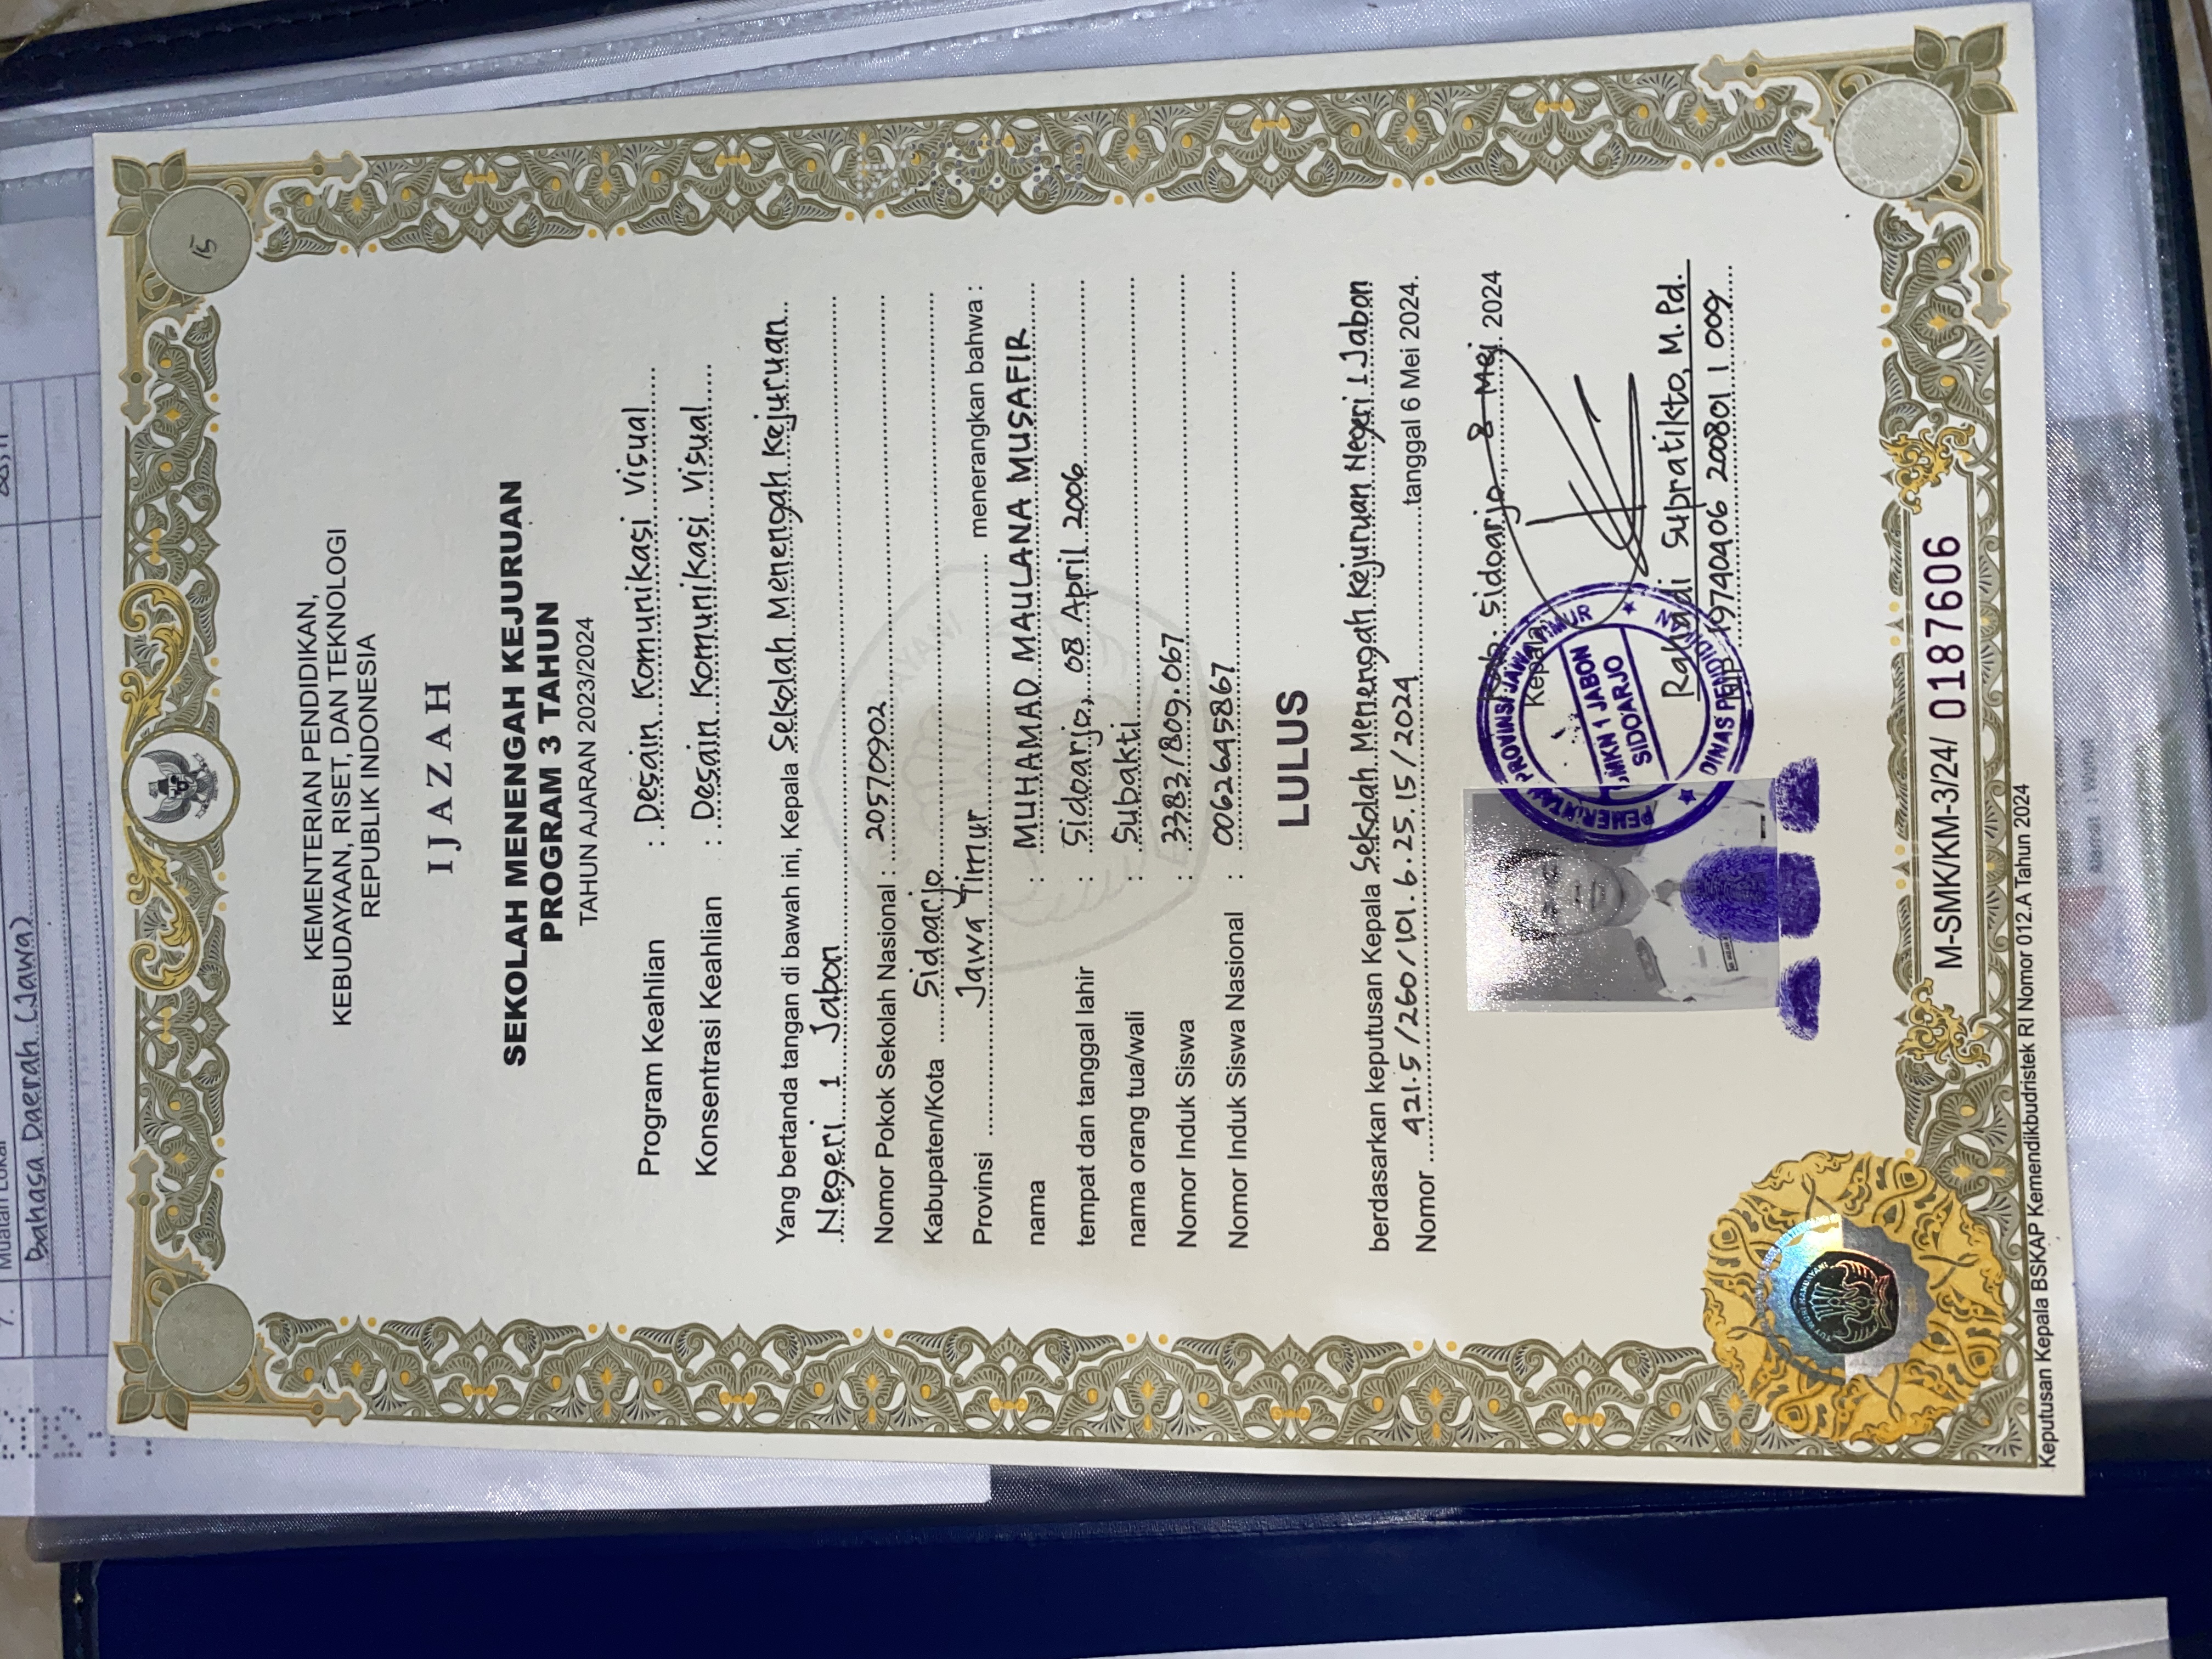 7. Muatan Lokal
Bahasa Daerah (Jawa)
15
KEMENTERIAN PENDIDIKAN,
KEBUDAYAAN, RISET, DAN TEKNOLOGI
REPUBLIK INDONESIA
IJAZAH
SEKOLAH MENENGAH KEJURUAN
PROGRAM 3 TAHUN
TAHUN AJARAN 2023/2024
Program Keahlian : Desain Komunikasi Visual
Konsentrasi Keahlian : Desain Komunikasi Visual
Yang bertanda tangan di bawah ini, Kepala Sekolah Menengah Kejuruan
Negeri 1 Jabon
Nomor Pokok Sekolah Nasional : 20570902
Kabupaten/Kota Sidoarjo
Provinsi Jawa Timur menerangkan bahwa :
nama : MUHAMAD MAULANA MUSAFIR
tempat dan tanggal lahir : Sidoarjo, 08 April 2006
nama orang tua/wali : Subakti
Nomor Induk Siswa : 3383/809.067
Nomor Induk Siswa Nasional : 0062645867
LULUS
berdasarkan keputusan Kepala Sekolah Menengah Kejuruan Negeri 1 Jabon
Nomor 421.5/260/101.6.25.15/2024 tanggal 6 Mei 2024.
Kab. Sidoarjo, 8 Mei 2024
Kepala
PEMERINTAH PROVINSI JAWA TIMUR
SMKN 1 JABON
SIDOARJO
DINAS PENDIDIKAN
Rahadi Supratikto, M.Pd.
NIP 19740406 200801 1 009
TUT WURI HANDAYANI
M-SMK/KM-3/24/ 0187606
Keputusan Kepala BSKAP Kemendikbudristek RI Nomor 012.A Tahun 2024
Alamat : Wunut